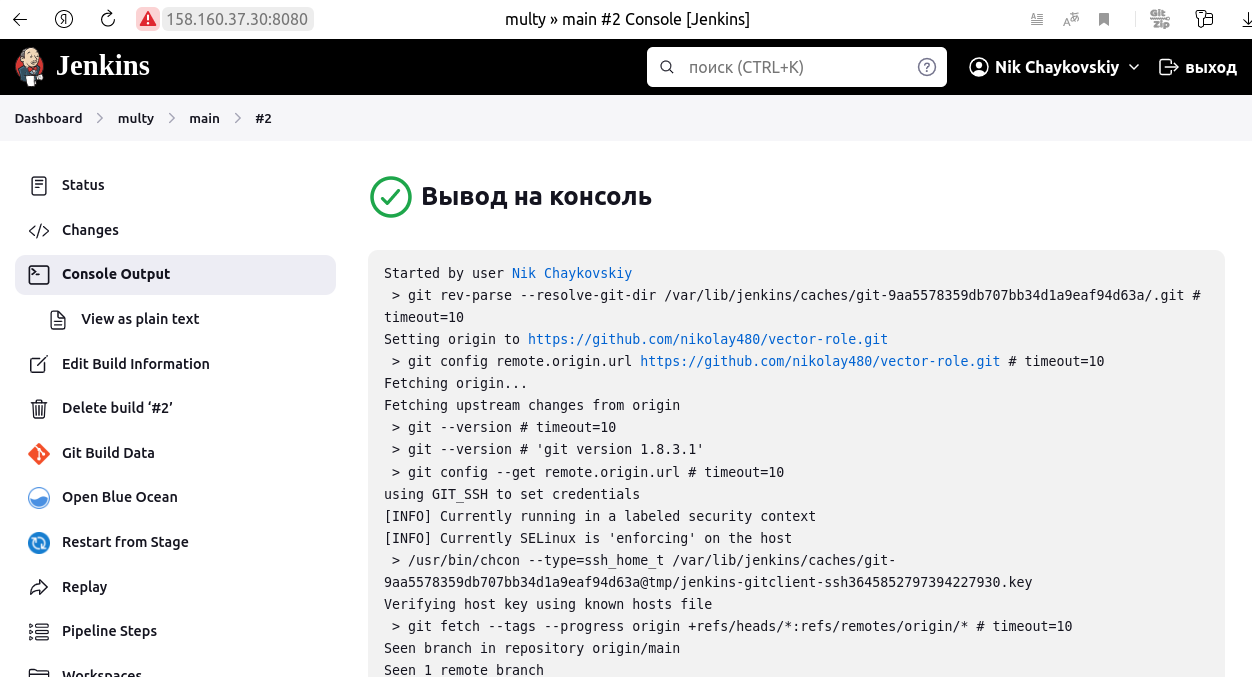 158.160.37.30:8080
multy » main #2 Console [Jenkins]
Git
Zip
Jenkins
поиск (CTRL+K)
Nik Chaykovskiy
выход
Dashboard
multy
main
#2
Status
Changes
Console Output
View as plain text
Edit Build Information
Delete build ‘#2’
Git Build Data
Open Blue Ocean
Restart from Stage
Replay
Pipeline Steps
Workspaces
Вывод на консоль
Started by user Nik Chaykovskiy
> git rev-parse --resolve-git-dir /var/lib/jenkins/caches/git-9aa5578359db707bb34d1a9eaf94d63a/.git #
timeout=10
Setting origin to https://github.com/nikolay480/vector-role.git
> git config remote.origin.url https://github.com/nikolay480/vector-role.git # timeout=10
Fetching origin...
Fetching upstream changes from origin
> git --version # timeout=10
> git --version # 'git version 1.8.3.1'
> git config --get remote.origin.url # timeout=10
using GIT_SSH to set credentials
[INFO] Currently running in a labeled security context
[INFO] Currently SELinux is 'enforcing' on the host
> /usr/bin/chcon --type=ssh_home_t /var/lib/jenkins/caches/git-
9aa5578359db707bb34d1a9eaf94d63a@tmp/jenkins-gitclient-ssh3645852797394227930.key
Verifying host key using known hosts file
> git fetch --tags --progress origin +refs/heads/*:refs/remotes/origin/* # timeout=10
Seen branch in repository origin/main
Seen 1 remote branch